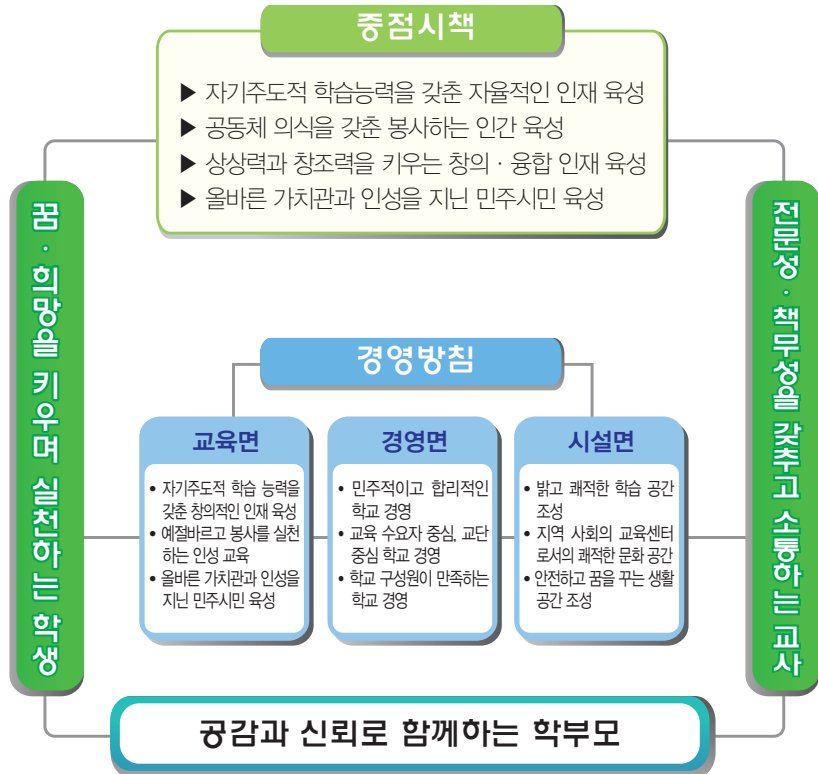 중점시책
▶ 자기주도적 학습능력을 갖춘 자율적인 인재 육성
▶ 공동체 의식을 갖춘 봉사하는 인간 육성
▶ 상상력과 창조력을 키우는 창의 · 융합 인재 육성
▶ 올바른 가치관과 인성을 지닌 민주시민 육성
꿈 · 희망을 키우며 실천하는 학생
전문성 · 책무성을 갖추고 소통하는 교사
경영방침
교육면
• 자기주도적 학습 능력을
갖춘 창의적인 인재 육성
• 예절바르고 봉사를 실천
하는 인성 교육
• 올바른 가치관과 인성을
지닌 민주시민 육성
경영면
• 민주적이고 합리적인
학교 경영
• 교육 수요자 중심, 교단
중심 학교 경영
• 학교 구성원이 만족하는
학교 경영
시설면
• 밝고 쾌적한 학습 공간
조성
• 지역 사회의 교육센터
로서의 쾌적한 문화 공간
• 안전하고 꿈을 꾸는 생활
공간 조성
공감과 신뢰로 함께하는 학부모